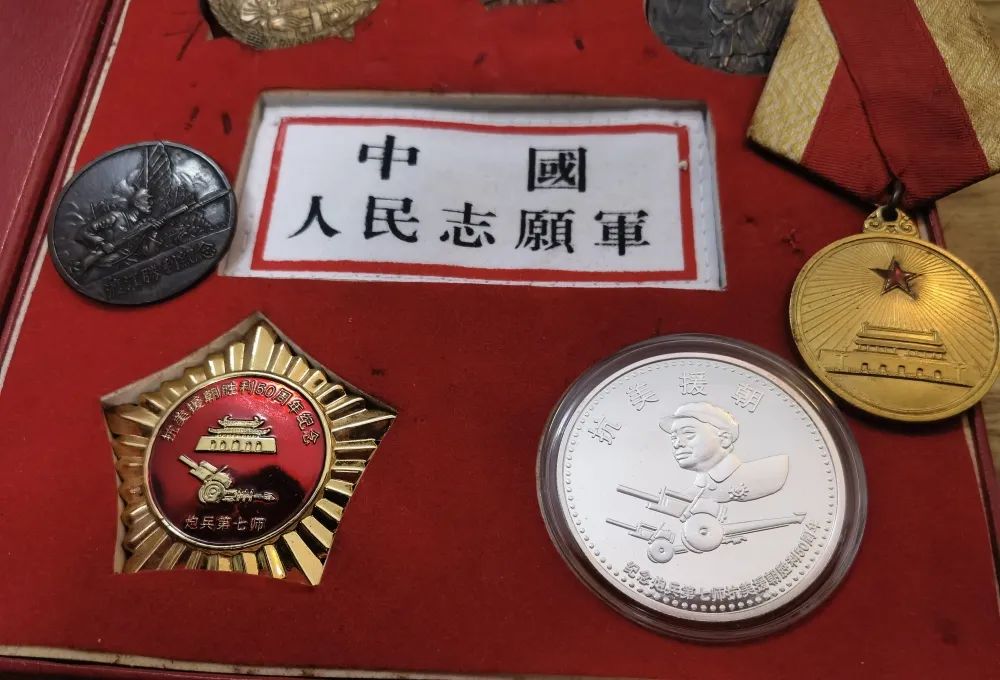 中國
人民志願軍
抗美援朝胜利50周年纪念
炮兵第七师
抗美援朝
纪念炮兵第七师抗美援朝胜利50周年